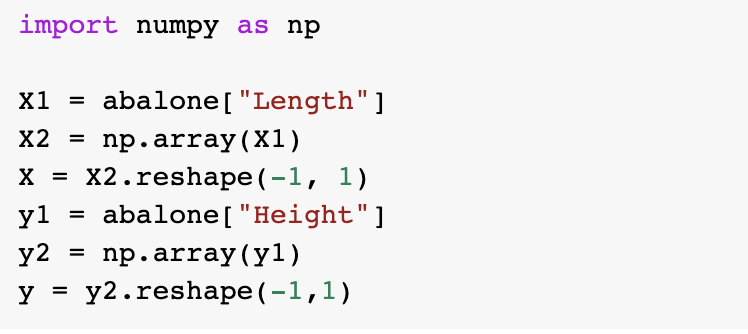 import numpy as np
X1 = abalone["Length"]
X2 = np.array(X1)
X = X2.reshape(-1, 1)
y1 = abalone["Height"]
y2 = np.array(y1)
y = y2.reshape(-1,1)